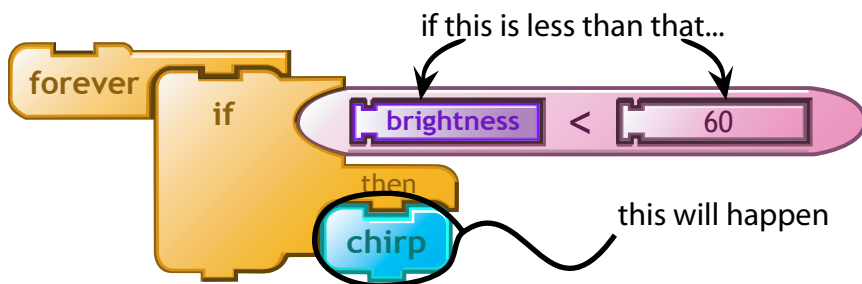 if this is less than that...
forever
if
brightness < 60
then
chirp
this will happen